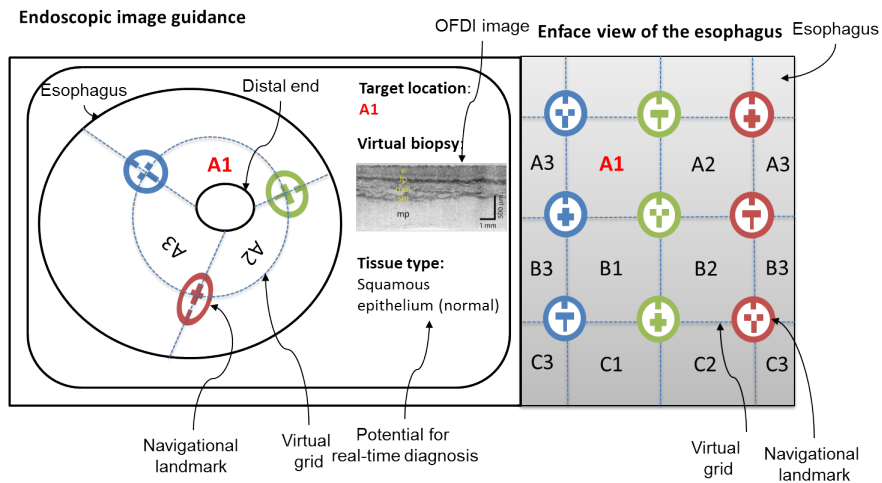 Endoscopic image guidance
OFDI image
Enface view of the esophagus
Esophagus
Esophagus
Distal end
Target location:
A1
A1
Virtual biopsy:
mp
500 µm
1 mm
A3
A2
Tissue type:
Squamous
epithelium (normal)
A3
A1
A2
A3
B3
B1
B2
B3
C3
C1
C2
C3
Navigational
landmark
Virtual
grid
Potential for
real-time diagnosis
Virtual
grid
Navigational
landmark